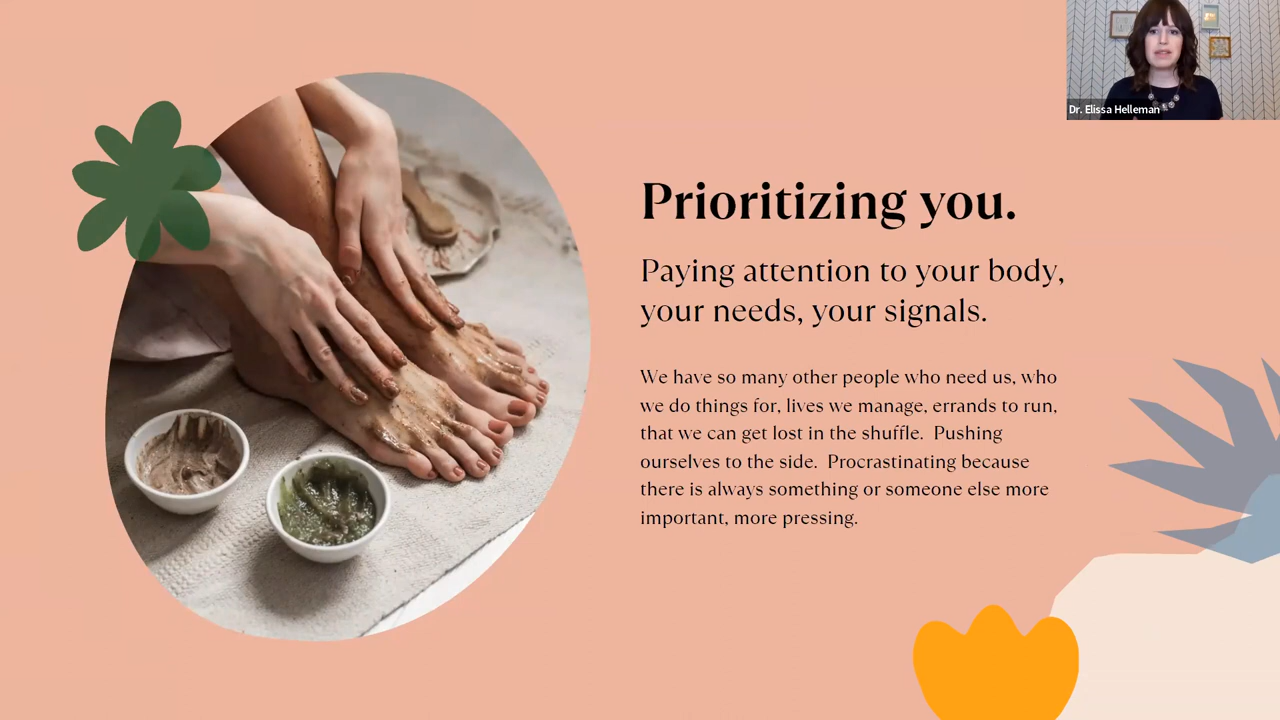 Dr. Elissa Helleman
Prioritizing you.
Paying attention to your body,
your needs, your signals.
We have so many other people who need us, who
we do things for, lives we manage, errands to run,
that we can get lost in the shuffle.  Pushing
ourselves to the side.  Procrastinating because
there is always something or someone else more
important, more pressing.